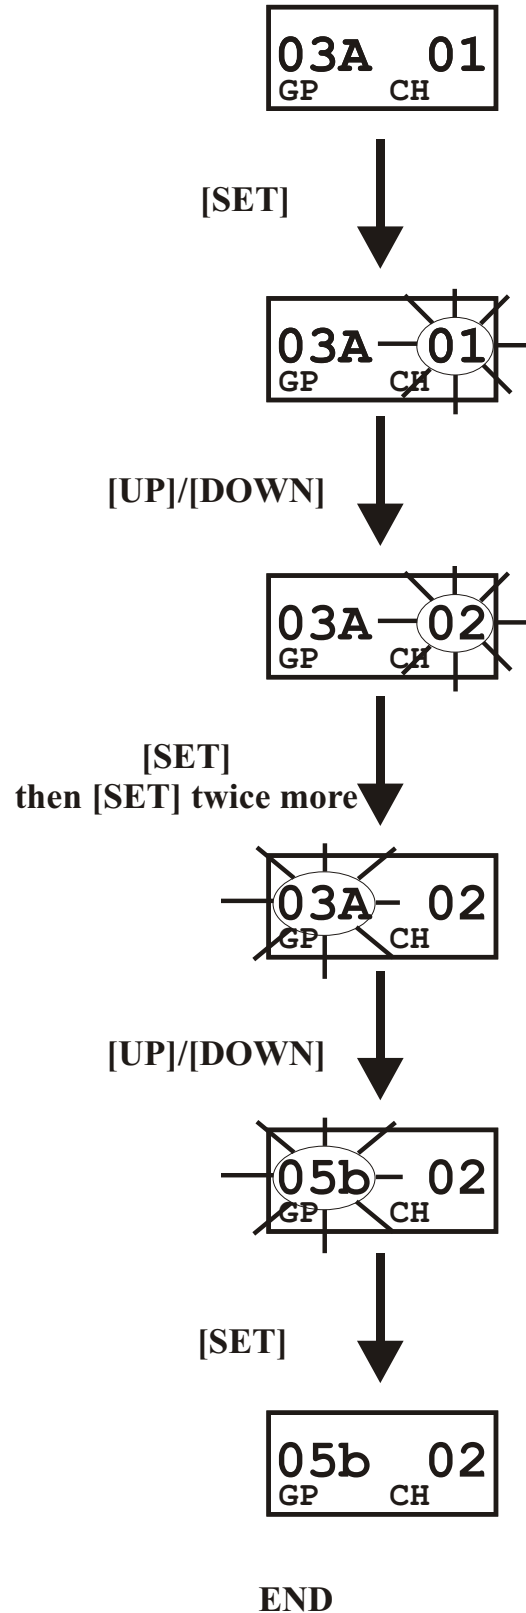 03A 01
GP CH
[SET]
03A 01
GP CH
[UP]/[DOWN]
03A 02
GP CH
[SET]
then [SET] twice more
03A 02
GP CH
[UP]/[DOWN]
05b 02
GP CH
[SET]
05b 02
GP CH
END